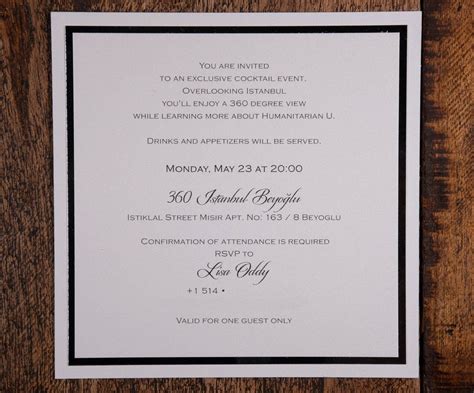 You are invited
to an exclusive cocktail event.
Overlooking Istanbul
you'll enjoy a 360 degree view
while learning more about Humanitarian U.
Drinks and appetizers will be served.
Monday, May 23 at 20:00
360 Istanbul Beyoğlu
Istiklal Street Misir Apt. No: 163 / 8 Beyoglu
Confirmation of attendance is required
RSVP to
Lisa Oddy
+1 514 •
Valid for one guest only